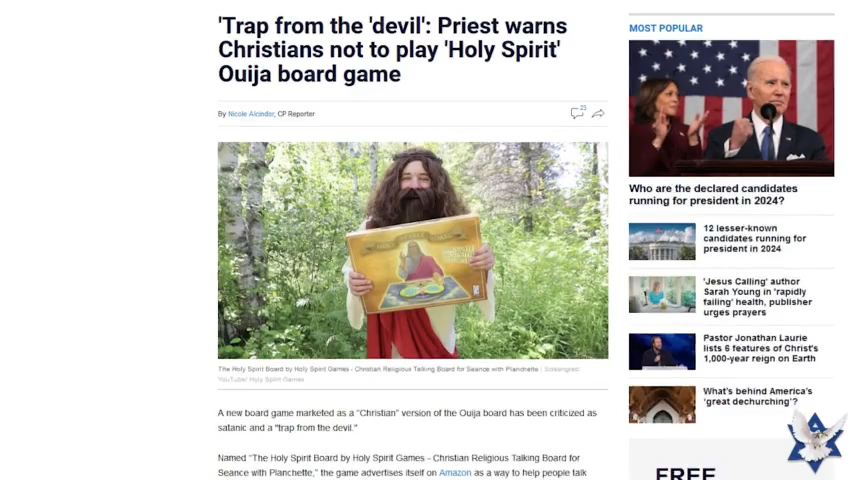 'Trap from the 'devil': Priest warns
Christians not to play 'Holy Spirit'
Ouija board game
By Nicole Alcindor, CP Reporter
25
The Holy Spirit Board by Holy Spirit Games - Christian Religious Talking Board for Seance with Planchette | Screengrab:
YouTube/ Holy Spirit Games
A new board game marketed as a "Christian" version of the Ouija board has been criticized as
satanic and a "trap from the devil."
Named "The Holy Spirit Board by Holy Spirit Games - Christian Religious Talking Board for
Seance with Planchette," the game advertises itself on Amazon as a way to help people talk
MOST POPULAR
Who are the declared candidates
running for president in 2024?
12 lesser-known
candidates running for
president in 2024
'Jesus Calling' author
Sarah Young in 'rapidly
failing' health, publisher
urges prayers
Pastor Jonathan Laurie
lists 6 features of Christ's
1,000-year reign on Earth
What's behind America's
'great dechurching'?
FREE